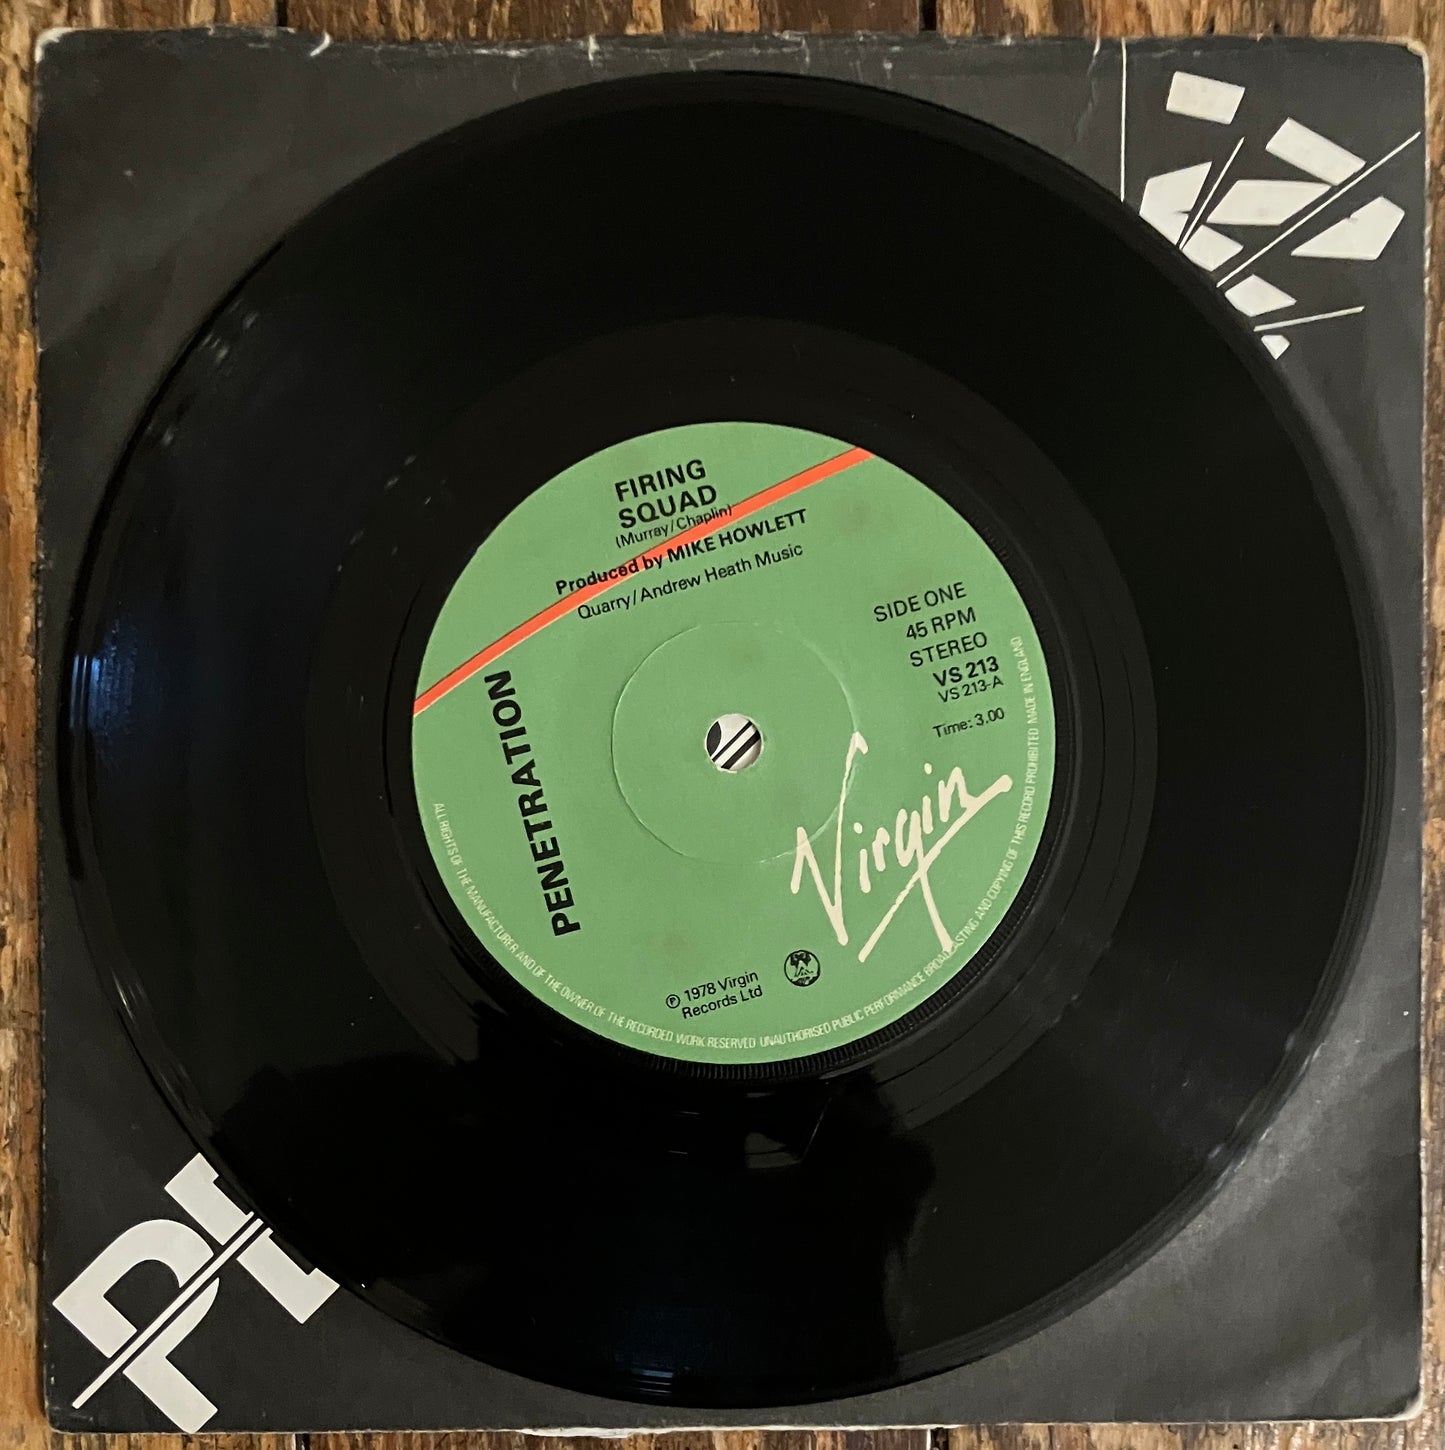 FIRING
SQUAD
(Murray/Chaplin)
Produced by MIKE HOWLETT
Quarry/Andrew Heath Music
SIDE ONE
45 RPM
STEREO
VS 213
VS 213-A
Time: 3.00
PENETRATION
Virgin
℗ 1978 Virgin
Records Ltd
ALL RIGHTS OF THE MANUFACTURER AND OF THE OWNER OF THE RECORDED WORK RESERVED UNAUTHORISED PUBLIC PERFORMANCE BROADCASTING AND COPYING OF THIS RECORD PROHIBITED MADE IN ENGLAND
PE